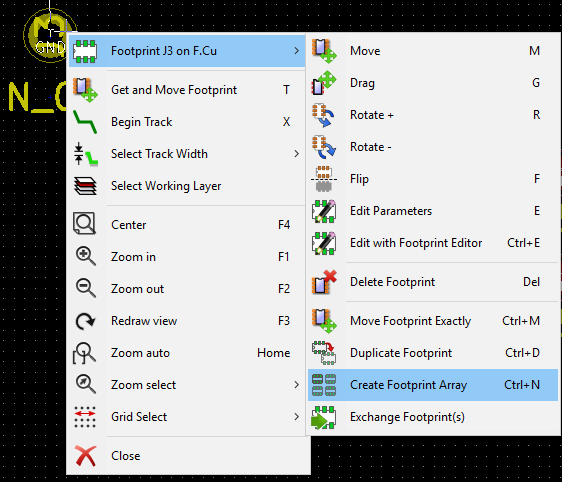 GND
Footprint J3 on F.Cu
Get and Move Footprint T
Begin Track X
Select Track Width
Select Working Layer
Center F4
Zoom in F1
Zoom out F2
Redraw view F3
Zoom auto Home
Zoom select
Grid Select
Close
Move M
Drag G
Rotate + R
Rotate -
Flip F
Edit Parameters E
Edit with Footprint Editor Ctrl+E
Delete Footprint Del
Move Footprint Exactly Ctrl+M
Duplicate Footprint Ctrl+D
Create Footprint Array Ctrl+N
Exchange Footprint(s)